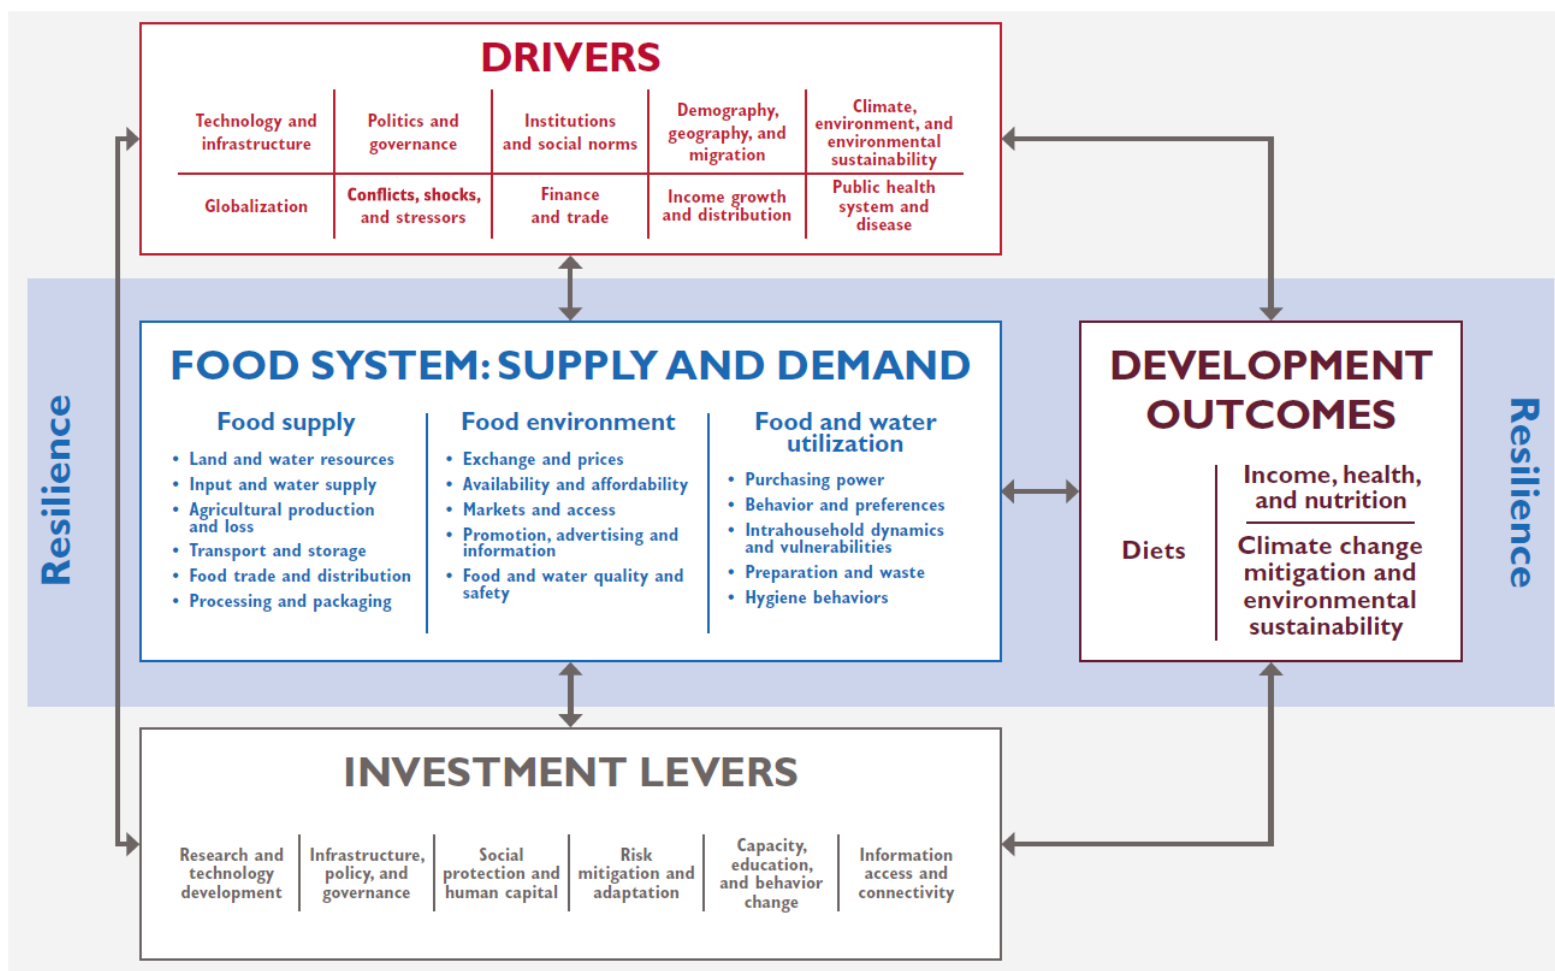 DRIVERS
Technology and
infrastructure
Politics and
governance
Institutions
and social norms
Demography,
geography, and
migration
Climate,
environment, and
environmental
sustainability
Globalization
Conflicts, shocks,
and stressors
Finance
and trade
Income growth
and distribution
Public health
system and
disease
Resilience
FOOD SYSTEM: SUPPLY AND DEMAND
Food supply
• Land and water resources
• Input and water supply
• Agricultural production
and loss
• Transport and storage
• Food trade and distribution
• Processing and packaging
Food environment
• Exchange and prices
• Availability and affordability
• Markets and access
• Promotion, advertising and
information
• Food and water quality and
safety
Food and water
utilization
• Purchasing power
• Behavior and preferences
• Intrahousehold dynamics
and vulnerabilities
• Preparation and waste
• Hygiene behaviors
DEVELOPMENT
OUTCOMES
Diets
Income, health,
and nutrition
Climate change
mitigation and
environmental
sustainability
Resilience
INVESTMENT LEVERS
Research and
technology
development
Infrastructure,
policy, and
governance
Social
protection and
human capital
Risk
mitigation and
adaptation
Capacity,
education,
and behavior
change
Information
access and
connectivity